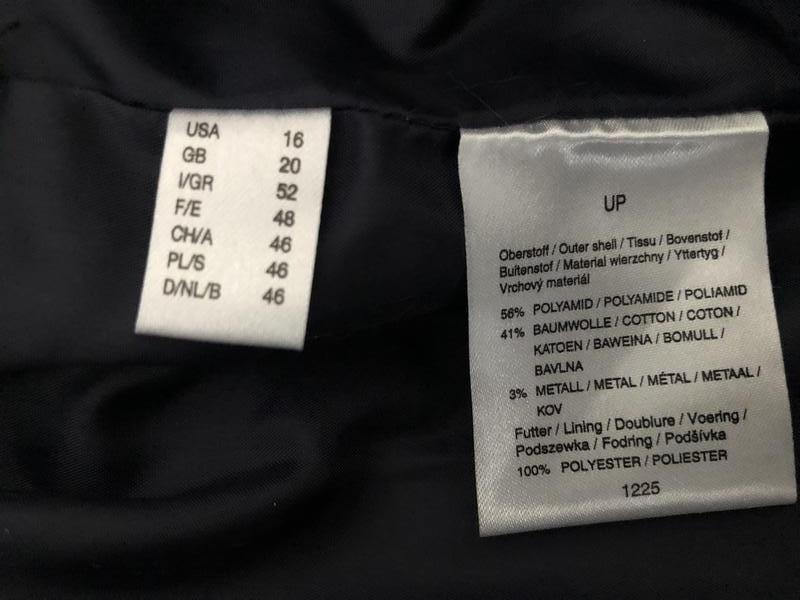 USA 16
GB 20
I/GR 52
F/E 48
CH/A 46
PL/S 46
D/NL/B 46
UP
Oberstoff / Outer shell / Tissu / Bovenstof /
Buitenstof / Material wierzchny / Yttertyg /
Vrchový materiál
56% POLYAMID / POLYAMIDE / POLIAMID
41% BAUMWOLLE / COTTON / COTON /
KATOEN / BAWEINA / BOMULL /
BAVLNA
3% METALL / METAL / MÉTAL / METAAL /
KOV
Futter / Lining / Doublure / Voering /
Podszewka / Fodring / Podšívka
100% POLYESTER / POLIESTER
1225